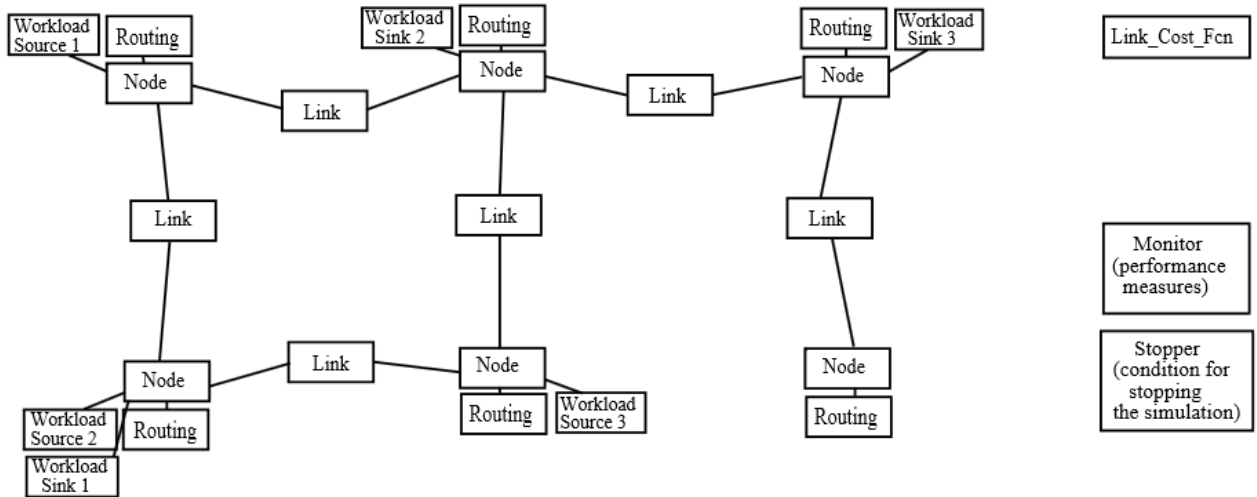 Workload
Source 1
Routing
Node
Link
Workload
Sink 2
Routing
Node
Link
Routing
Workload
Sink 3
Node
Link_Cost_Fcn
Link
Link
Link
Monitor
(performance
measures)
Node
Workload
Source 2
Routing
Workload
Sink 1
Link
Node
Routing
Workload
Source 3
Node
Routing
Stopper
(condition for
stopping
the simulation)